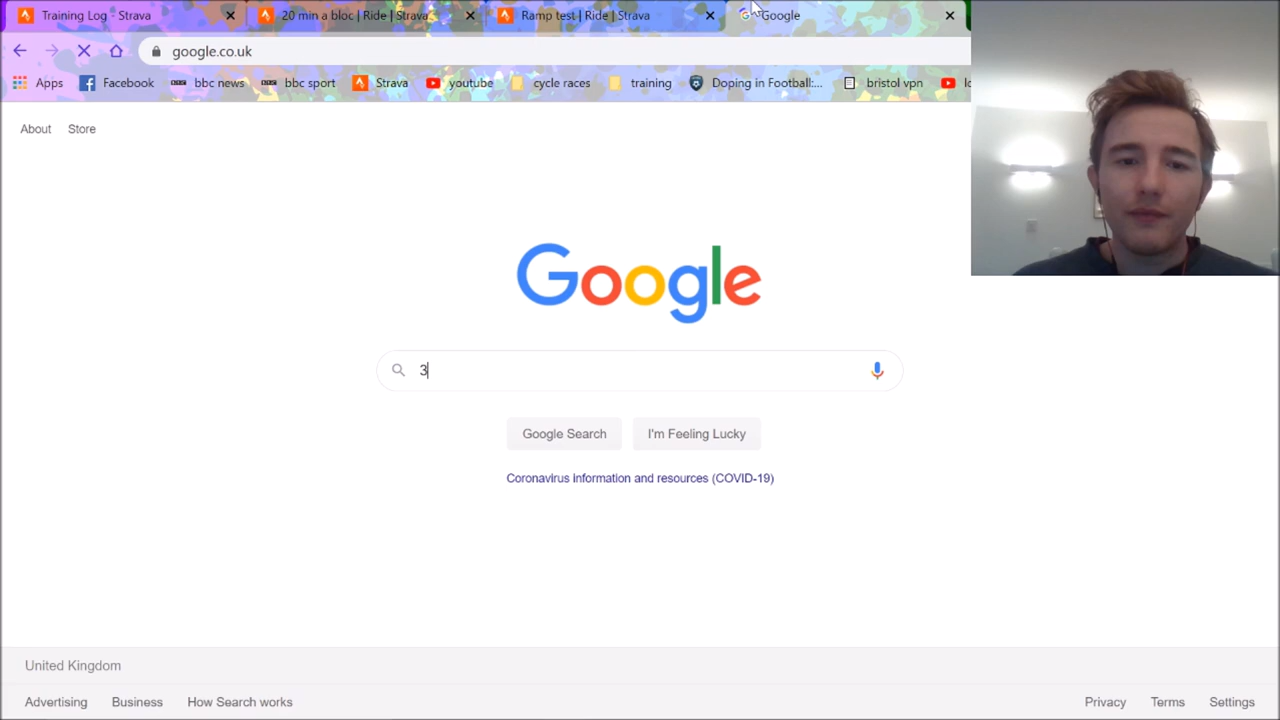 Training Log - Strava
20 min a bloc | Ride | Strava
Ramp test | Ride | Strava
Google
google.co.uk
Apps
Facebook
bbc news
bbc sport
Strava
youtube
cycle races
training
Doping in Football:...
bristol vpn
About
Store
Google
3
Google Search
I'm Feeling Lucky
Coronavirus information and resources (COVID-19)
United Kingdom
Advertising
Business
How Search works
Privacy
Terms
Settings